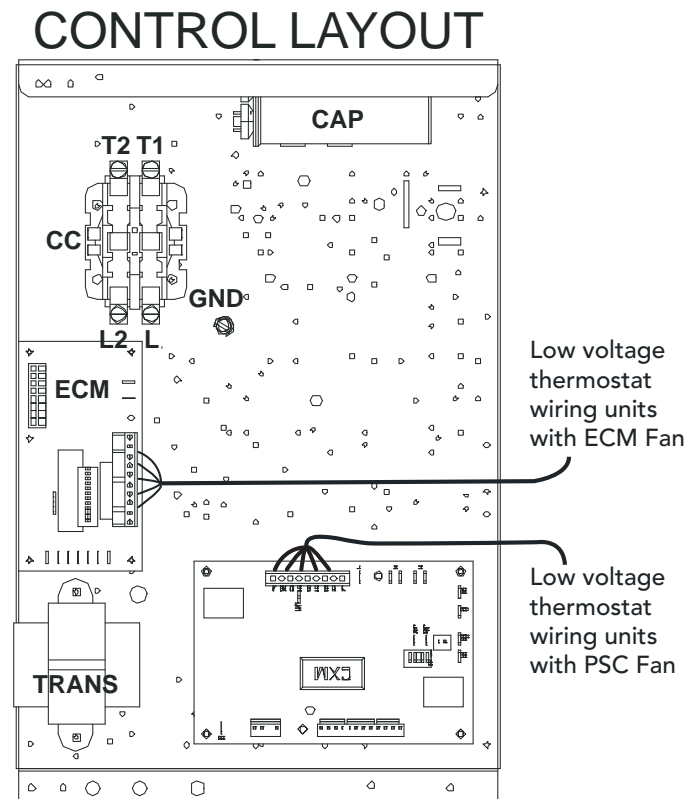 CONTROL LAYOUT
CAP
T2 T1
CC
GND
L2 L
ECM
Low voltage
thermostat
wiring units
with ECM Fan
Low voltage
thermostat
wiring units
with PSC Fan
TRANS
CXM